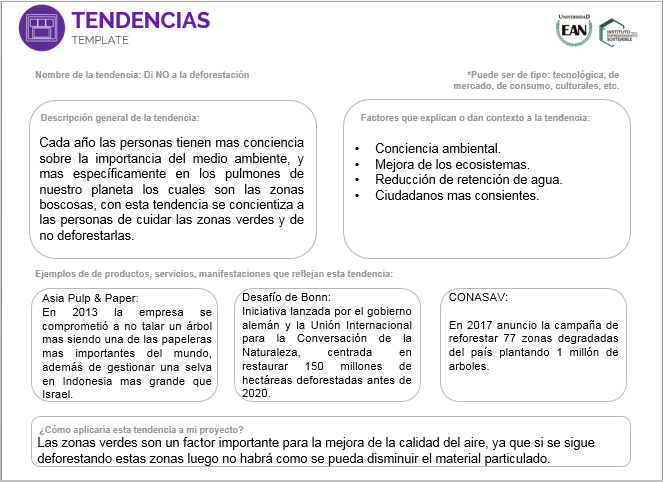 TENDENCIAS
TEMPLATE
UNIVERSIDAD
EAN
INSTITUTO
SOSTENIBLE
Nombre de la tendencia: Di NO a la deforestación
*Puede ser de tipo: tecnológica, de
mercado, de consumo, culturales, etc.
Descripción general de la tendencia:
Cada año las personas tienen mas conciencia
sobre la importancia del medio ambiente, y
mas específicamente en los pulmones de
nuestro planeta los cuales son las zonas
boscosas, con esta tendencia se concientiza a
las personas de cuidar las zonas verdes y de
no deforestarlas.
Factores que explican o dan contexto a la tendencia:
• Conciencia ambiental.
• Mejora de los ecosistemas.
• Reducción de retención de agua.
• Ciudadanos mas consientes.
Ejemplos de de productos, servicios, manifestaciones que reflejan esta tendencia:
Asia Pulp & Paper:
En 2013 la empresa se
comprometió a no talar un árbol
mas siendo una de las papeleras
mas importantes del mundo,
además de gestionar una selva
en Indonesia mas grande que
Israel.
Desafío de Bonn:
Iniciativa lanzada por el gobierno
alemán y la Unión Internacional
para la Conversación de la
Naturaleza, centrada en
restaurar 150 millones de
hectáreas deforestadas antes de
2020.
CONASAV:
En 2017 anuncio la campaña de
reforestar 77 zonas degradadas
del país plantando 1 millón de
arboles.
¿Cómo aplicaría esta tendencia a mi proyecto?
Las zonas verdes son un factor importante para la mejora de la calidad del aire, ya que si se sigue
deforestando estas zonas luego no habrá como se pueda disminuir el material particulado.